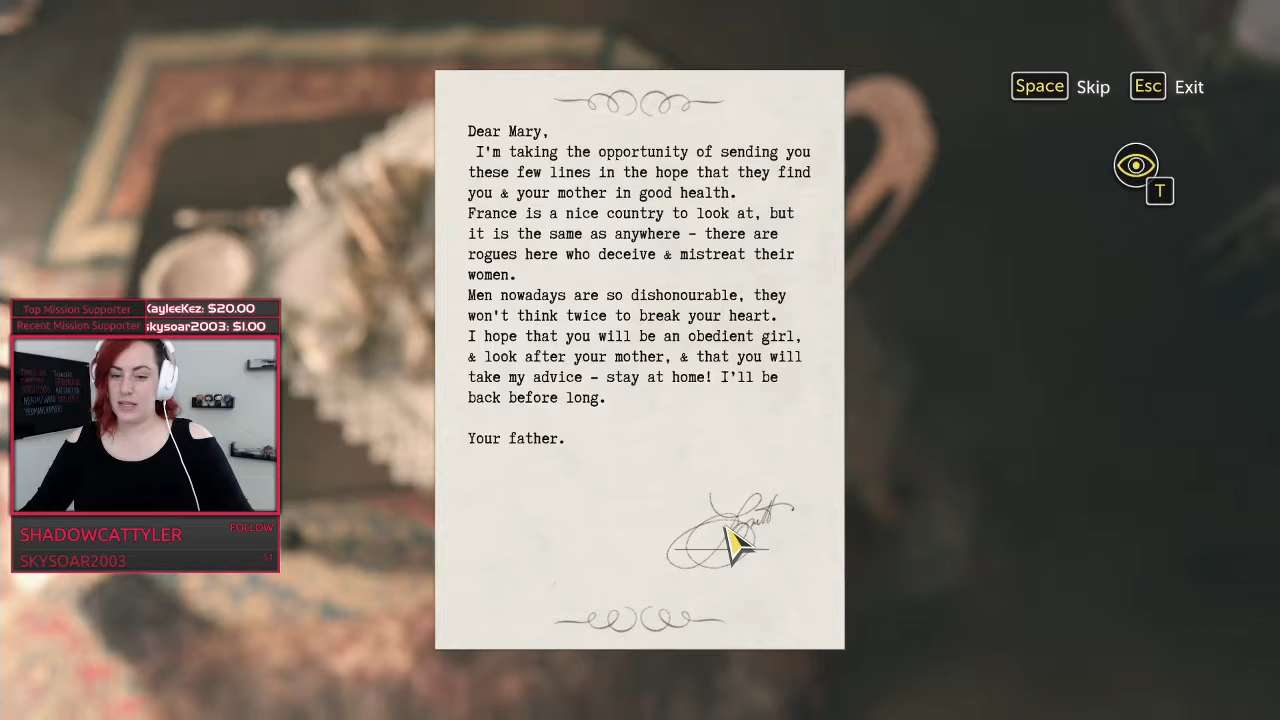 Space Skip Esc Exit
T
Dear Mary,
I'm taking the opportunity of sending you
these few lines in the hope that they find
you & your mother in good health.
France is a nice country to look at, but
it is the same as anywhere – there are
rogues here who deceive & mistreat their
women.
Men nowadays are so dishonourable, they
won't think twice to break your heart.
I hope that you will be an obedient girl,
& look after your mother, & that you will
take my advice – stay at home! I'll be
back before long.
Your father.
Top Mission Supporter KayleeKez: $20.00
Recent Mission Supporter skysoar2003: $1.00
SHADOWCATTYLER FOLLOW
SKYSOAR2003